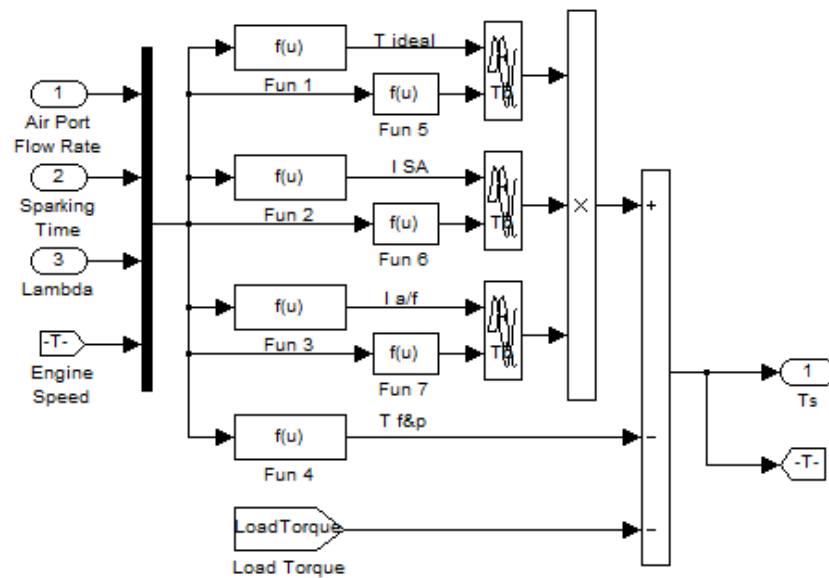 1
Air Port
Flow Rate
2
Sparking
Time
3
Lambda
-T-
Engine
Speed
f(u)
T ideal
Fun 1
f(u)
Fun 5
f(u)
I SA
Fun 2
f(u)
Fun 6
f(u)
I a/f
Fun 3
f(u)
Fun 7
f(u)
T f&p
Fun 4
LoadTorque
Load Torque
×
+
−
−
1
Ts
-T-